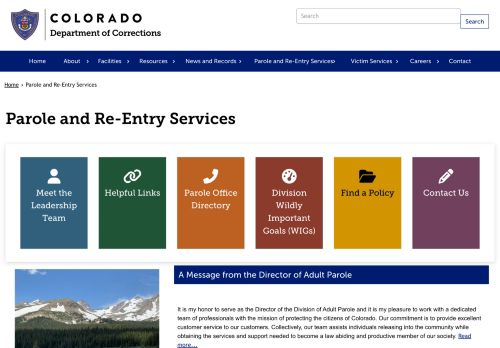 COLORADO
Department of Corrections
Search
Search
Home About Facilities Resources News and Records Parole and Re-Entry Services Victim Services Careers Contact
Home › Parole and Re-Entry Services
Parole and Re-Entry Services
Meet the
Leadership
Team
Helpful Links
Parole Office
Directory
Division
Wildly
Important
Goals (WIGs)
Find a Policy
Contact Us
A Message from the Director of Adult Parole
It is my honor to serve as the Director of the Division of Adult Parole and it is my pleasure to work with a dedicated
team of professionals with the mission of protecting the citizens of Colorado. Our commitment is to provide excellent
customer service to our customers. Collectively, our team assists individuals releasing into the community while
obtaining the services and support needed to become a law abiding and productive member of our society. Read
more…